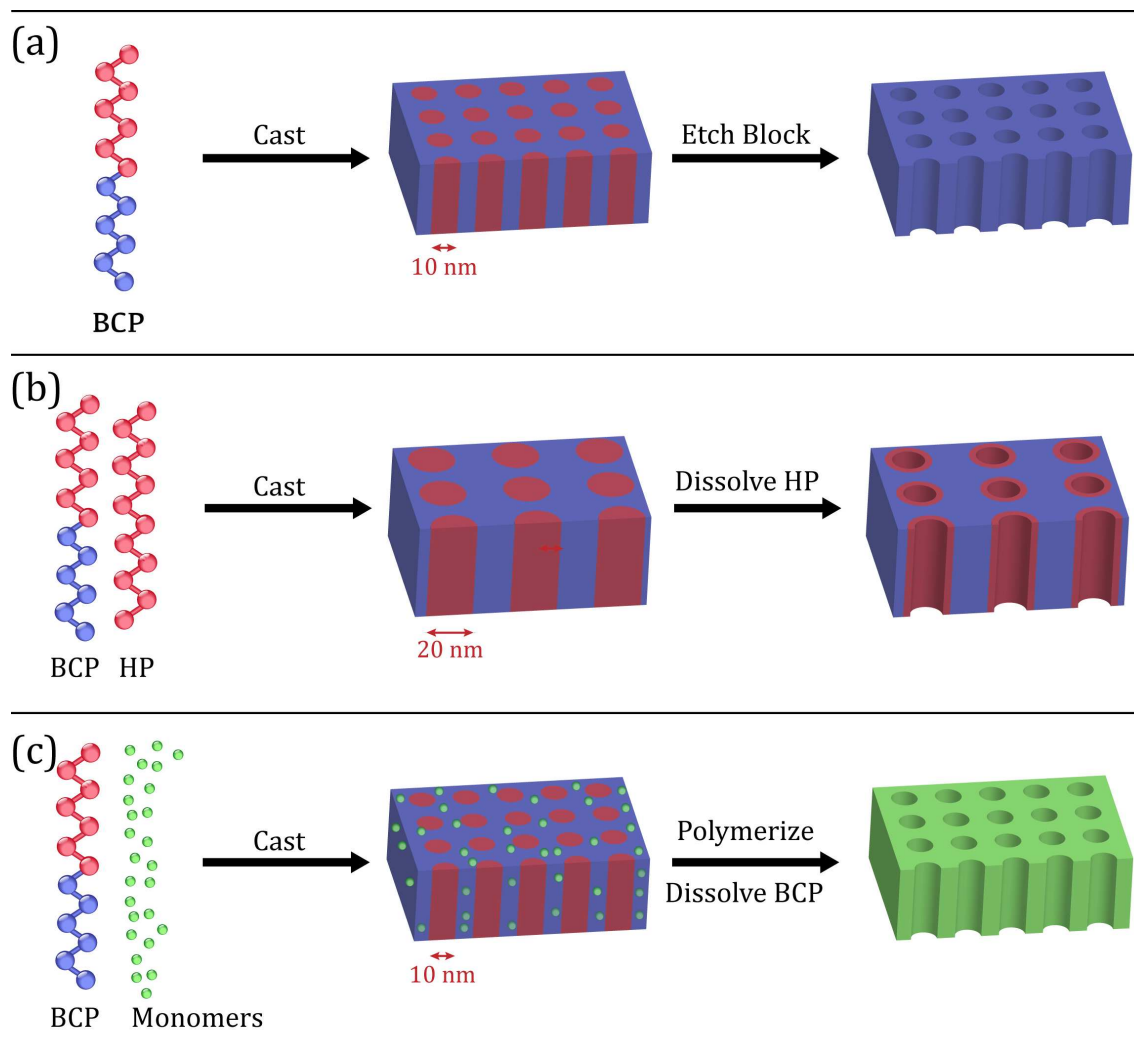 (a)
Cast
Etch Block
10 nm
BCP
(b)
Cast
Dissolve HP
20 nm
BCP HP
(c)
Cast
Polymerize
Dissolve BCP
10 nm
BCP Monomers